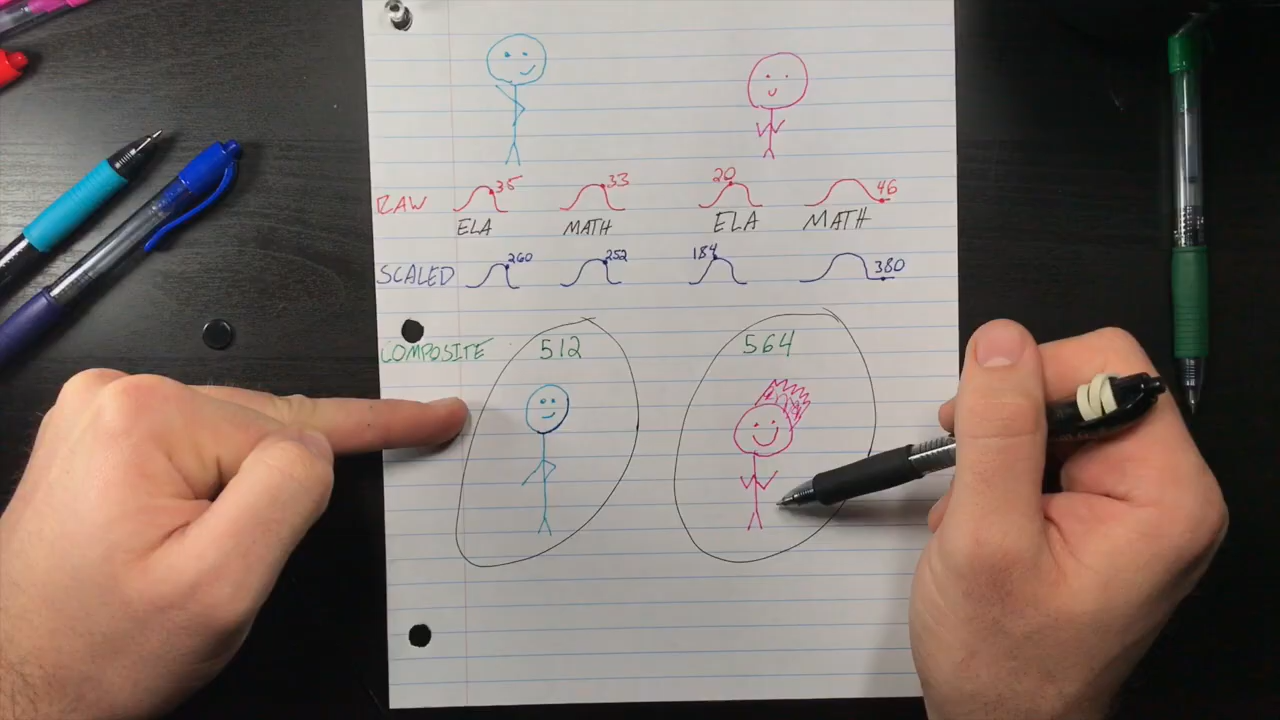 RAW 35 33 20 46
ELA MATH ELA MATH
SCALED 260 252 184 380
COMPOSITE 512 564